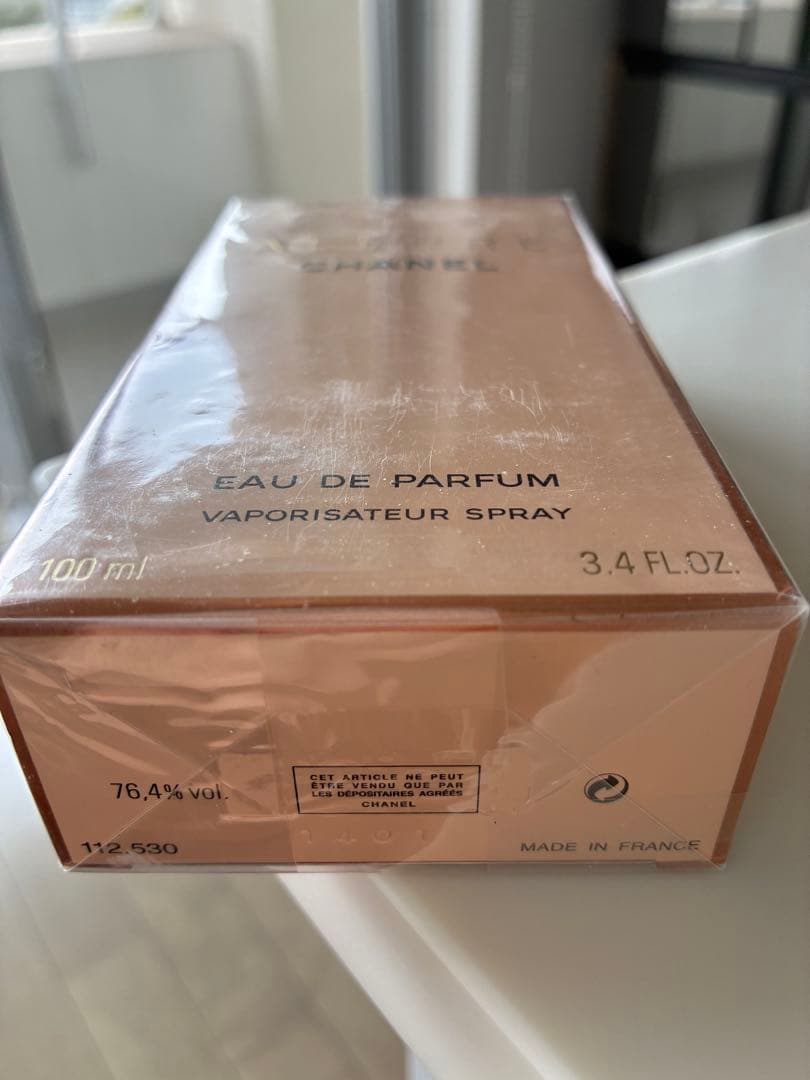 CHANEL
EAU DE PARFUM
VAPORISATEUR SPRAY
100 ml
3.4 FL.OZ.
76,4% vol.
CET ARTICLE NE PEUT
ÊTRE VENDU QUE PAR
LES DÉPOSITAIRES AGRÉÉS
CHANEL
1401
112.530
MADE IN FRANCE